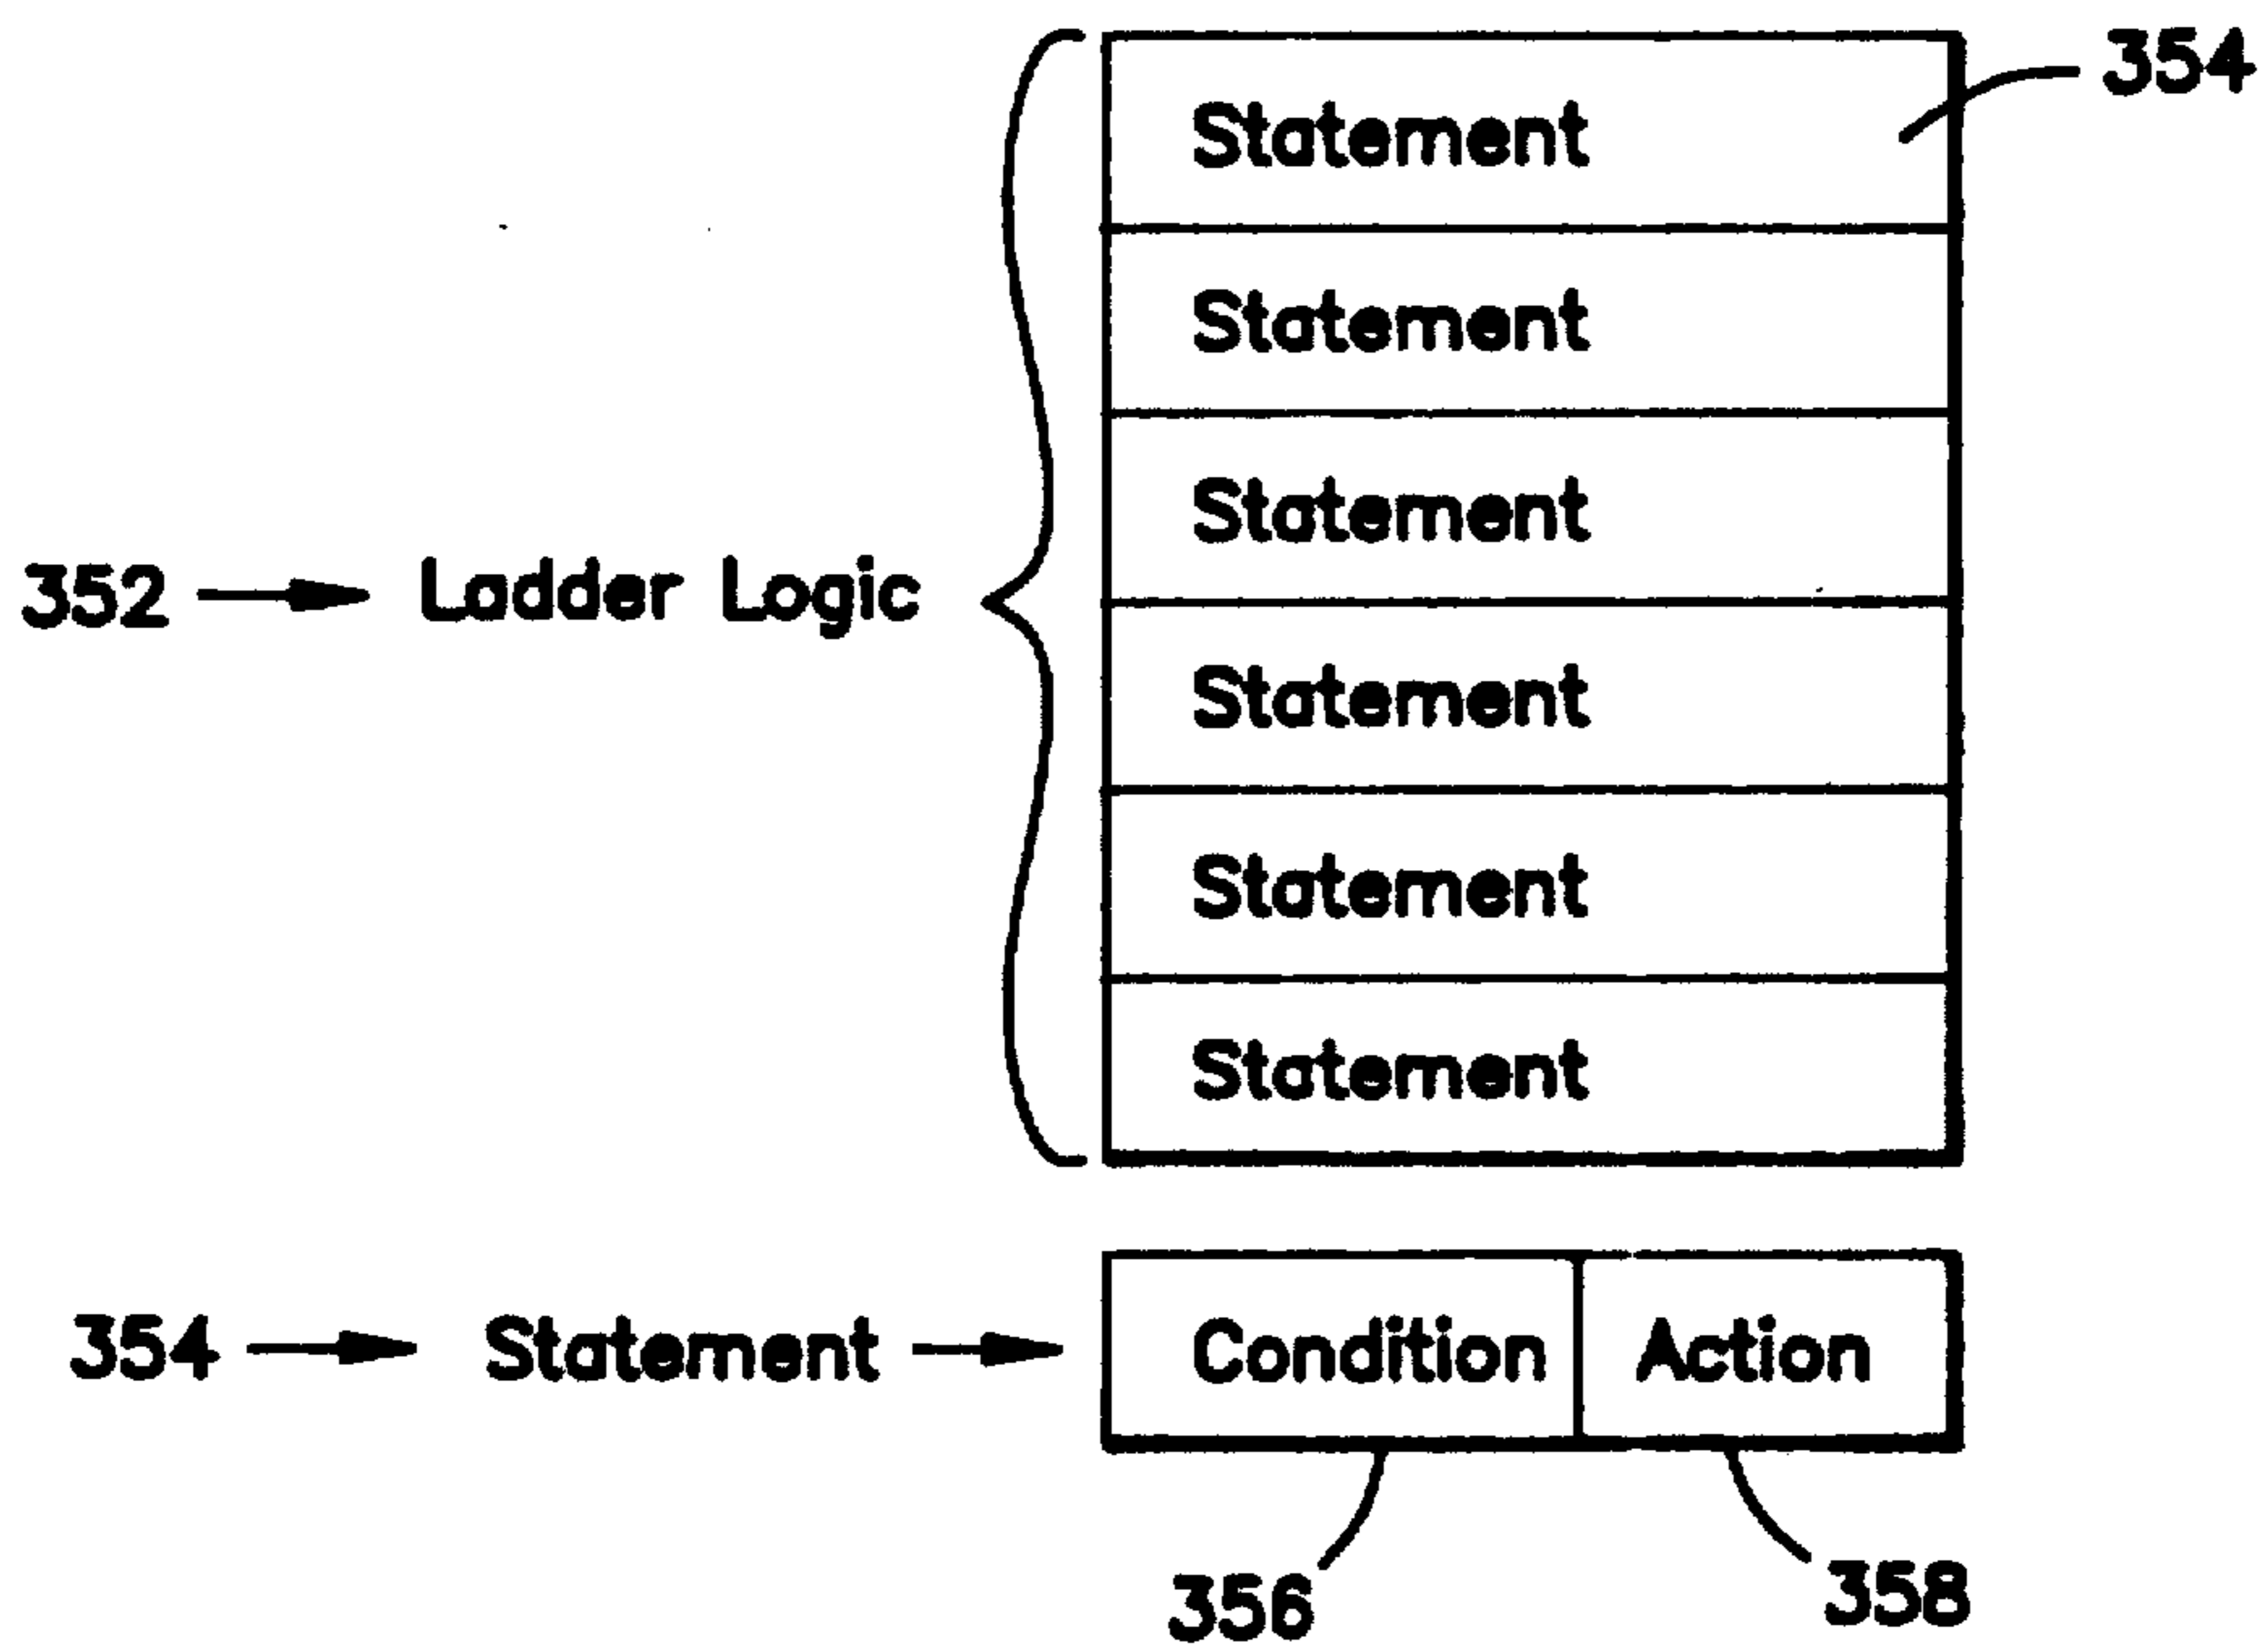 354
Statement
Statement
Statement
352 Ladder Logic
Statement
Statement
Statement
354 Statement Condition Action
356 358